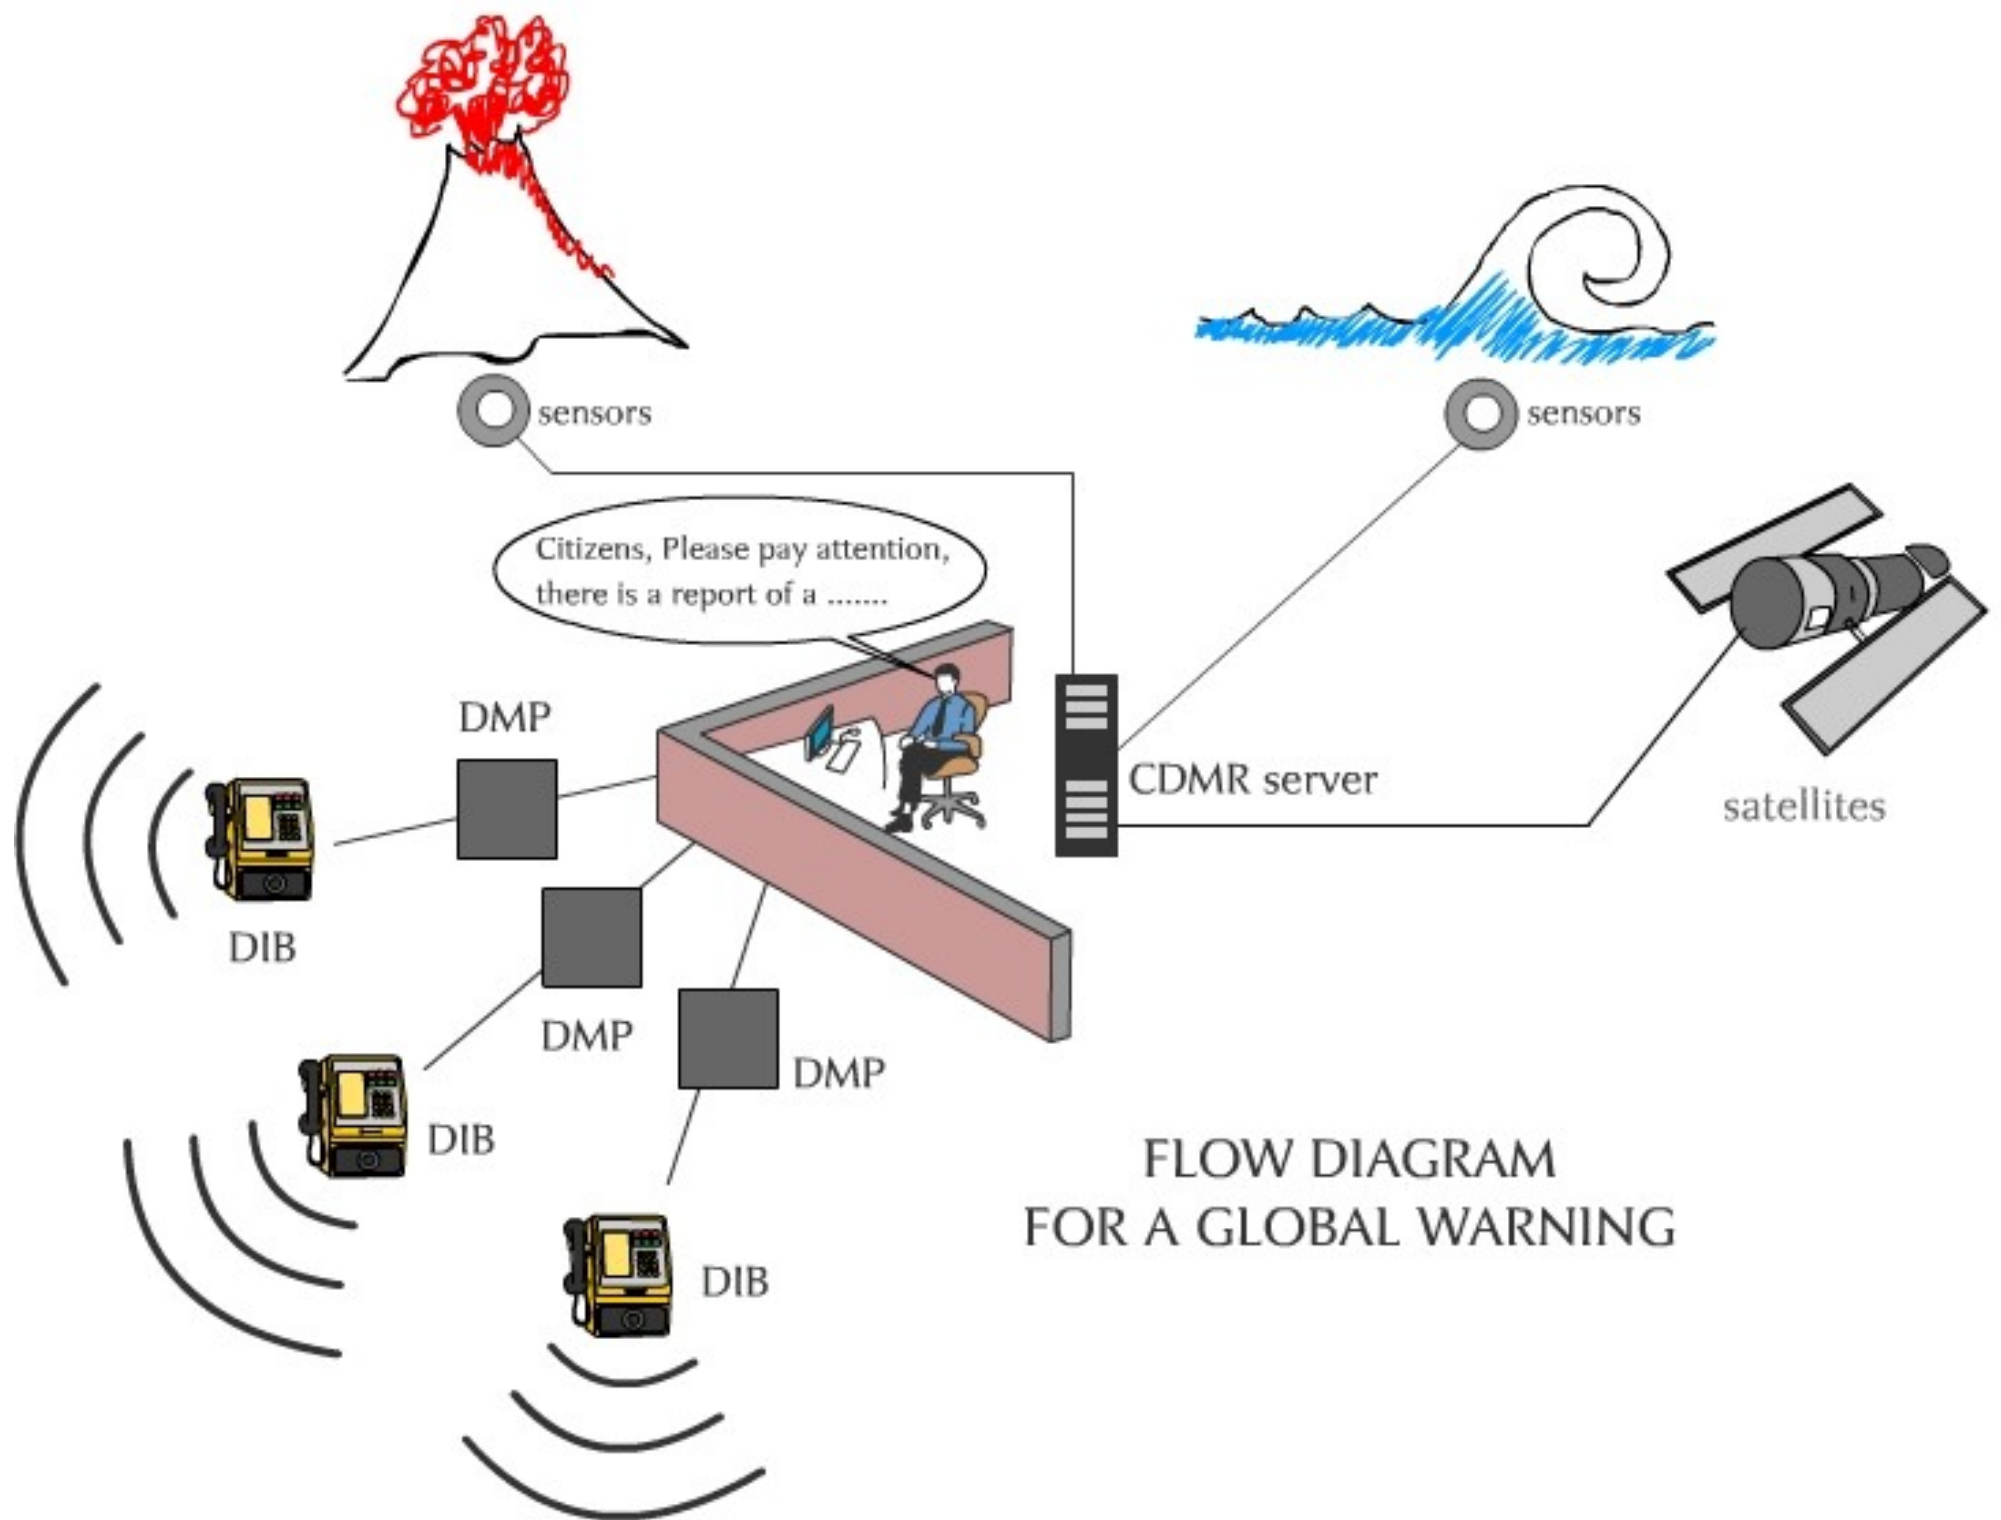 sensors
sensors
Citizens, Please pay attention,
there is a report of a .......
DMP
CDMR server
satellites
DIB
DMP
DMP
DIB
FLOW DIAGRAM
FOR A GLOBAL WARNING
DIB